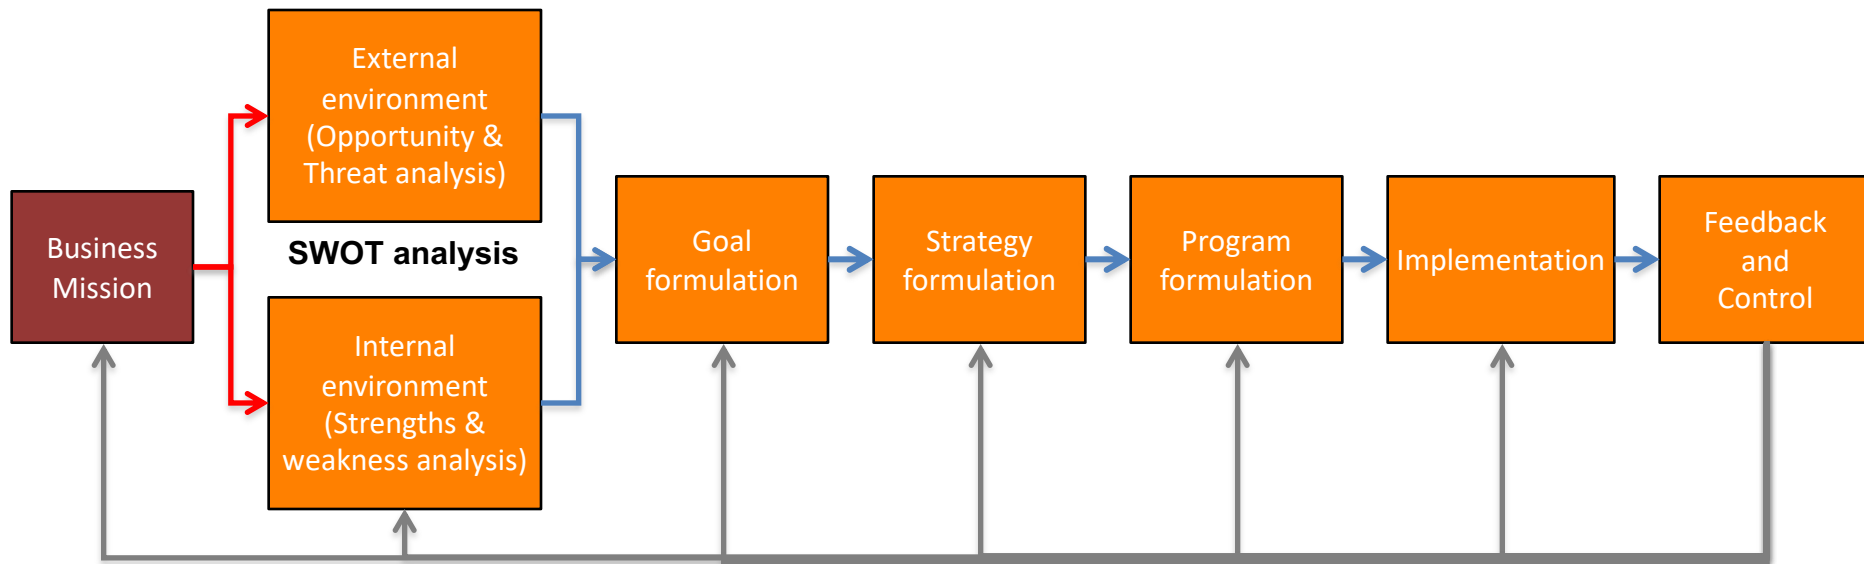 Business
Mission
External
environment
(Opportunity &
Threat analysis)
SWOT analysis
Internal
environment
(Strengths &
weakness analysis)
Goal
formulation
Strategy
formulation
Program
formulation
Implementation
Feedback
and
Control